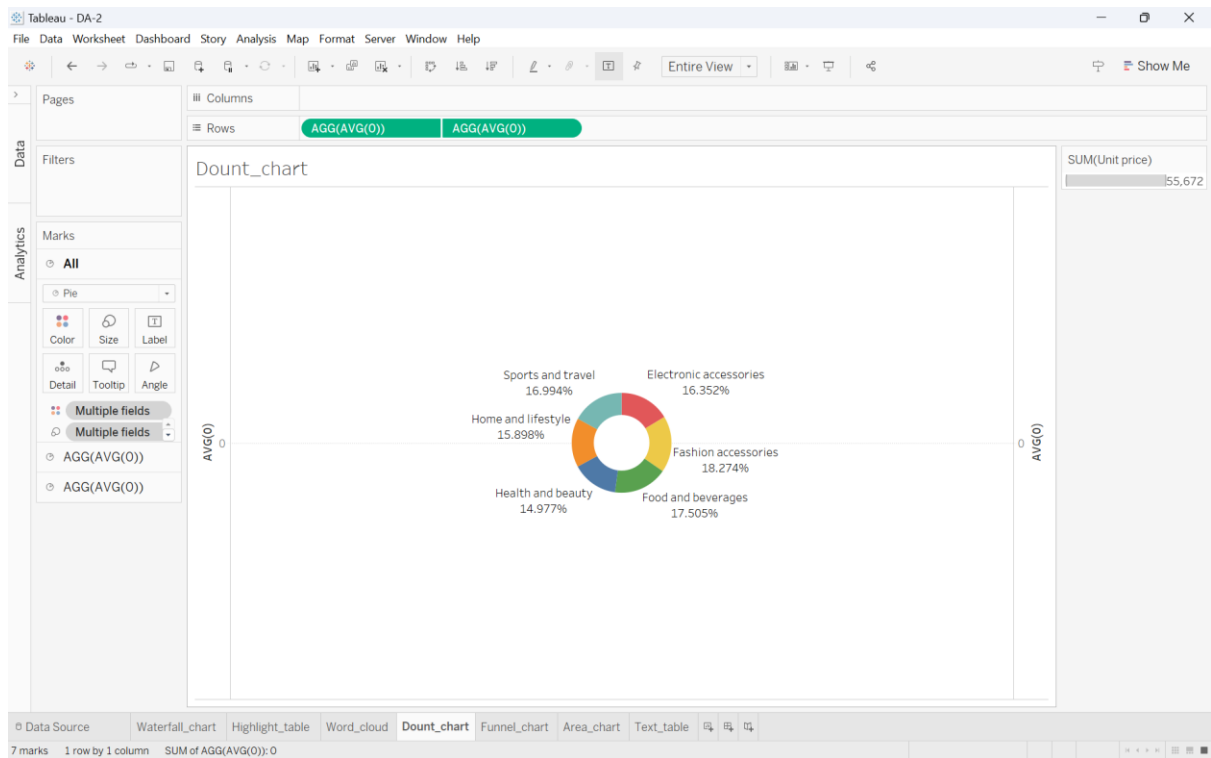 Tableau - DA-2
File Data Worksheet Dashboard Story Analysis Map Format Server Window Help
Entire View
Show Me
Pages
Columns
Rows
AGG(AVG(0)) AGG(AVG(0))
Data
Analytics
Filters
Marks
All
Pie
Color Size Label
Detail Tooltip Angle
Multiple fields
Multiple fields
AGG(AVG(0))
AGG(AVG(0))
Dount_chart
SUM(Unit price)
55,672
Sports and travel
16.994%
Electronic accessories
16.352%
Home and lifestyle
15.898%
Fashion accessories
18.274%
Health and beauty
14.977%
Food and beverages
17.505%
AVG(0)
0
0
AVG(0)
Data Source Waterfall_chart Highlight_table Word_cloud Dount_chart Funnel_chart Area_chart Text_table
7 marks 1 row by 1 column SUM of AGG(AVG(0)): 0